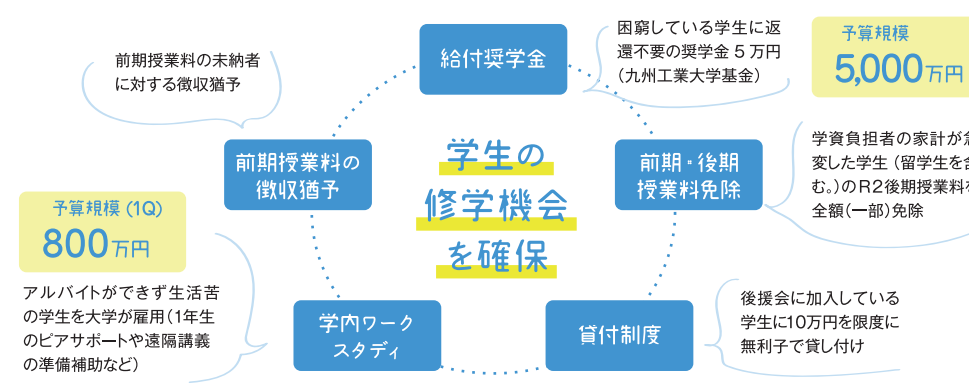 給付奨学金
困窮している学生に返
還不要の奨学金５万円
（九州工業大学基金）
予算規模
5,000万円
前期授業料の未納者
に対する徴収猶予
前期授業料の
徴収猶予
学生の
修学機会
を確保
前期・後期
授業料免除
学資負担者の家計が急
変した学生（留学生を含
む。）のＲ２後期授業料を
全額（一部）免除
予算規模（1Q）
800万円
アルバイトができず生活苦
の学生を大学が雇用（１年生
のピアサポートや遠隔講義
の準備補助など）
学内ワーク
スタディ
貸付制度
後援会に加入している
学生に10万円を限度に
無利子で貸し付け